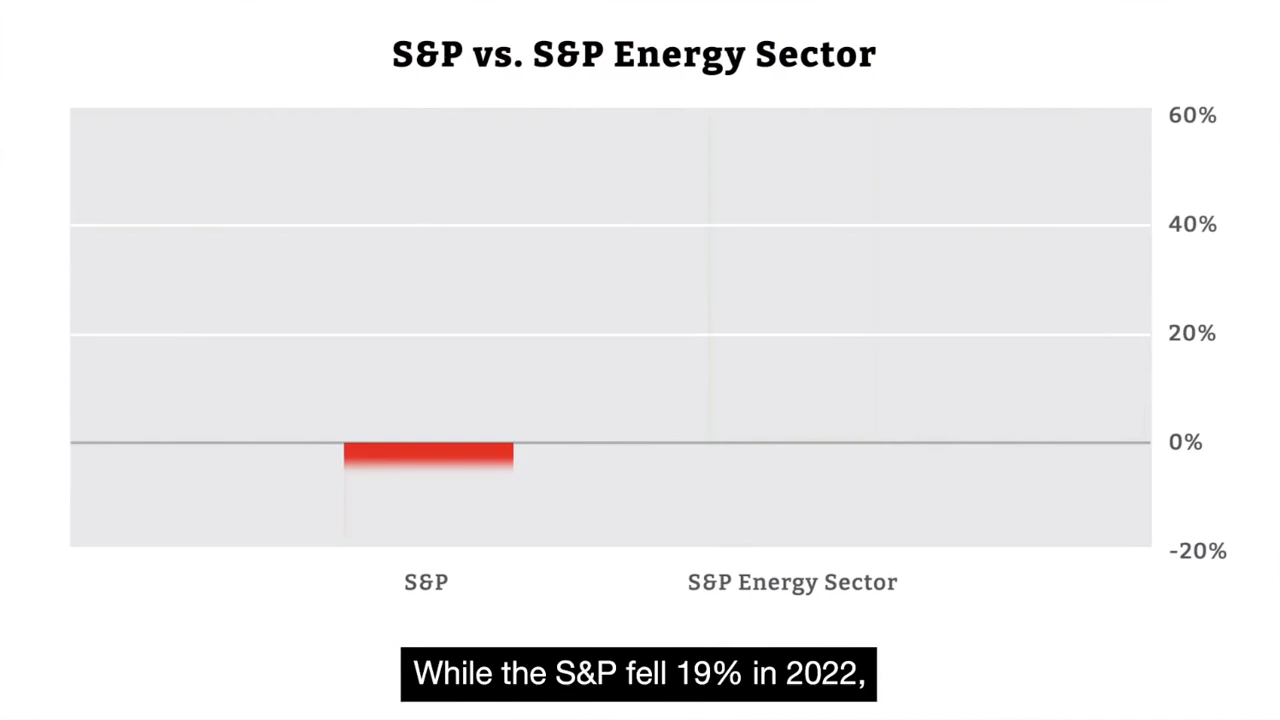 S&P vs. S&P Energy Sector
60%
40%
20%
0%
-20%
S&P
S&P Energy Sector
While the S&P fell 19% in 2022,